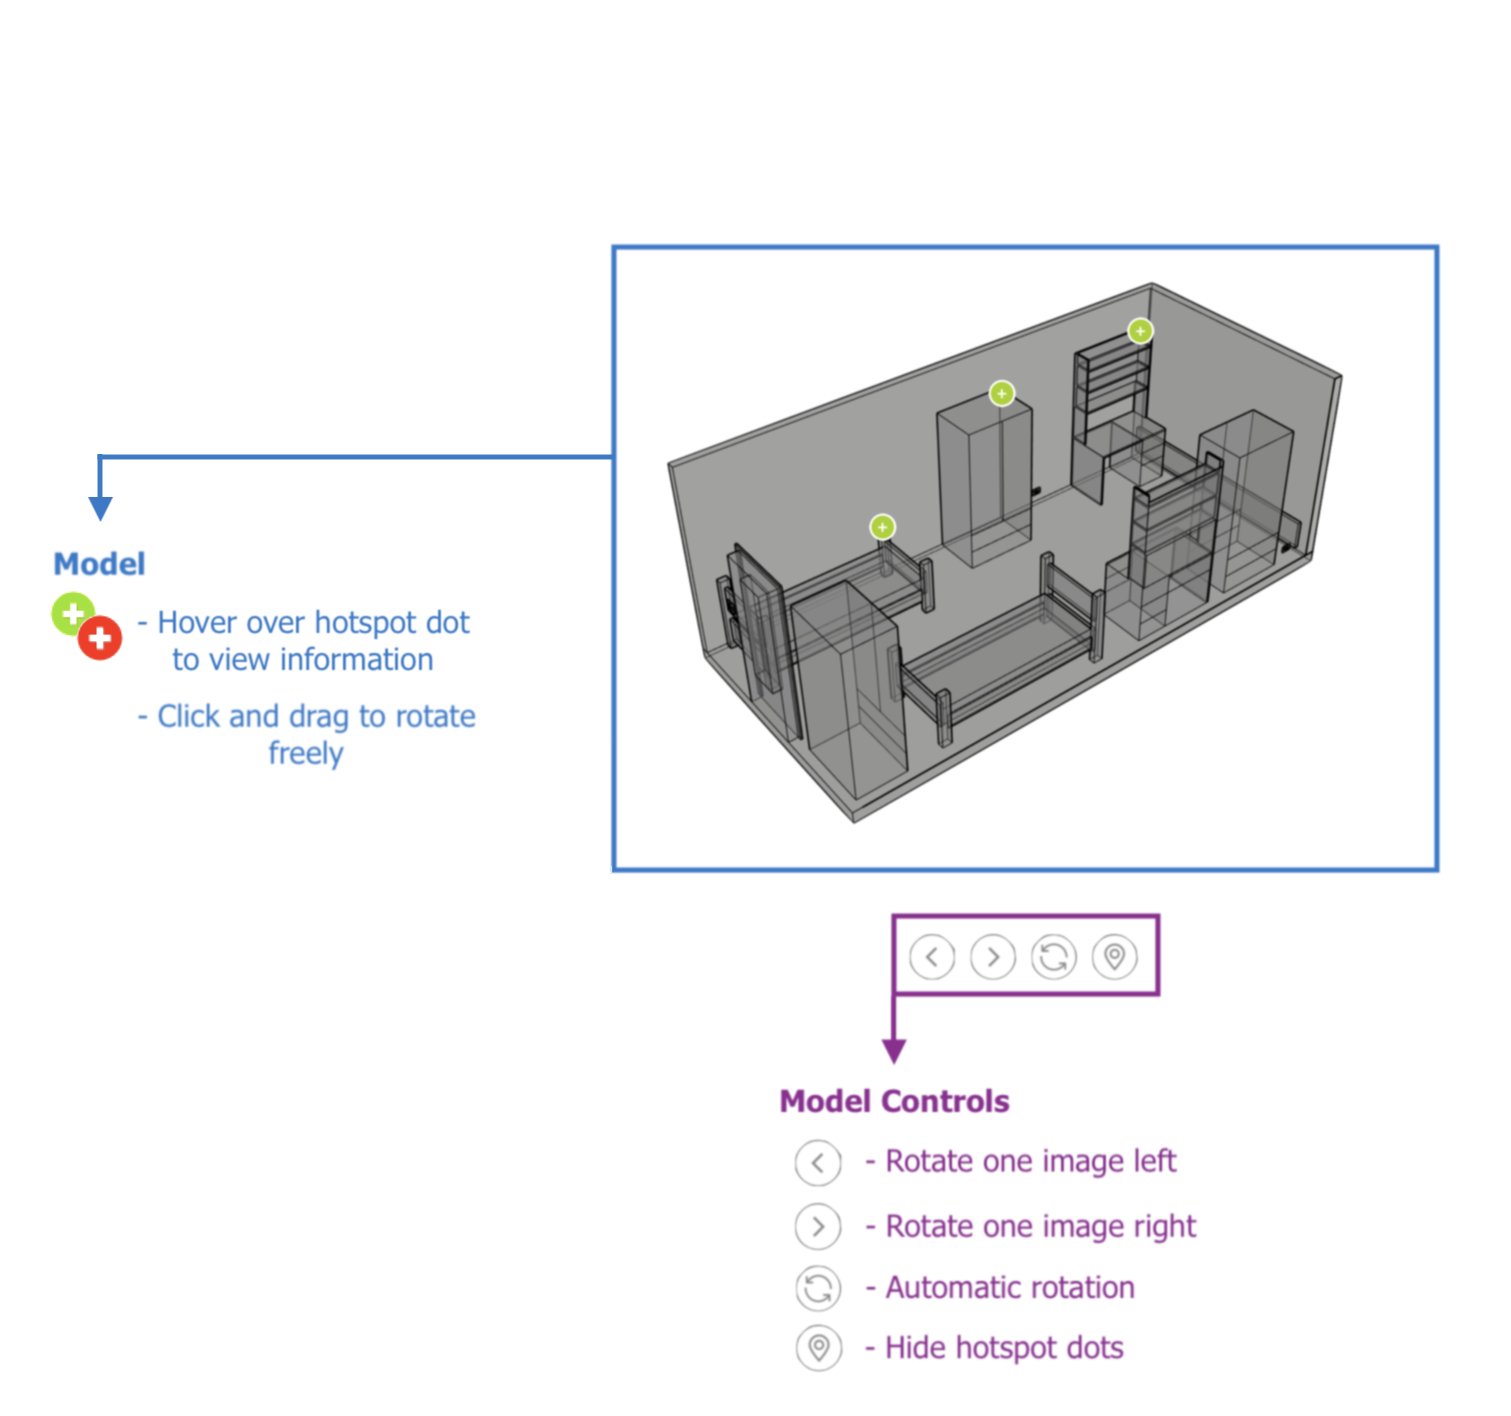 Model
- Hover over hotspot dot
to view information
- Click and drag to rotate
freely
Model Controls
- Rotate one image left
- Rotate one image right
- Automatic rotation
- Hide hotspot dots